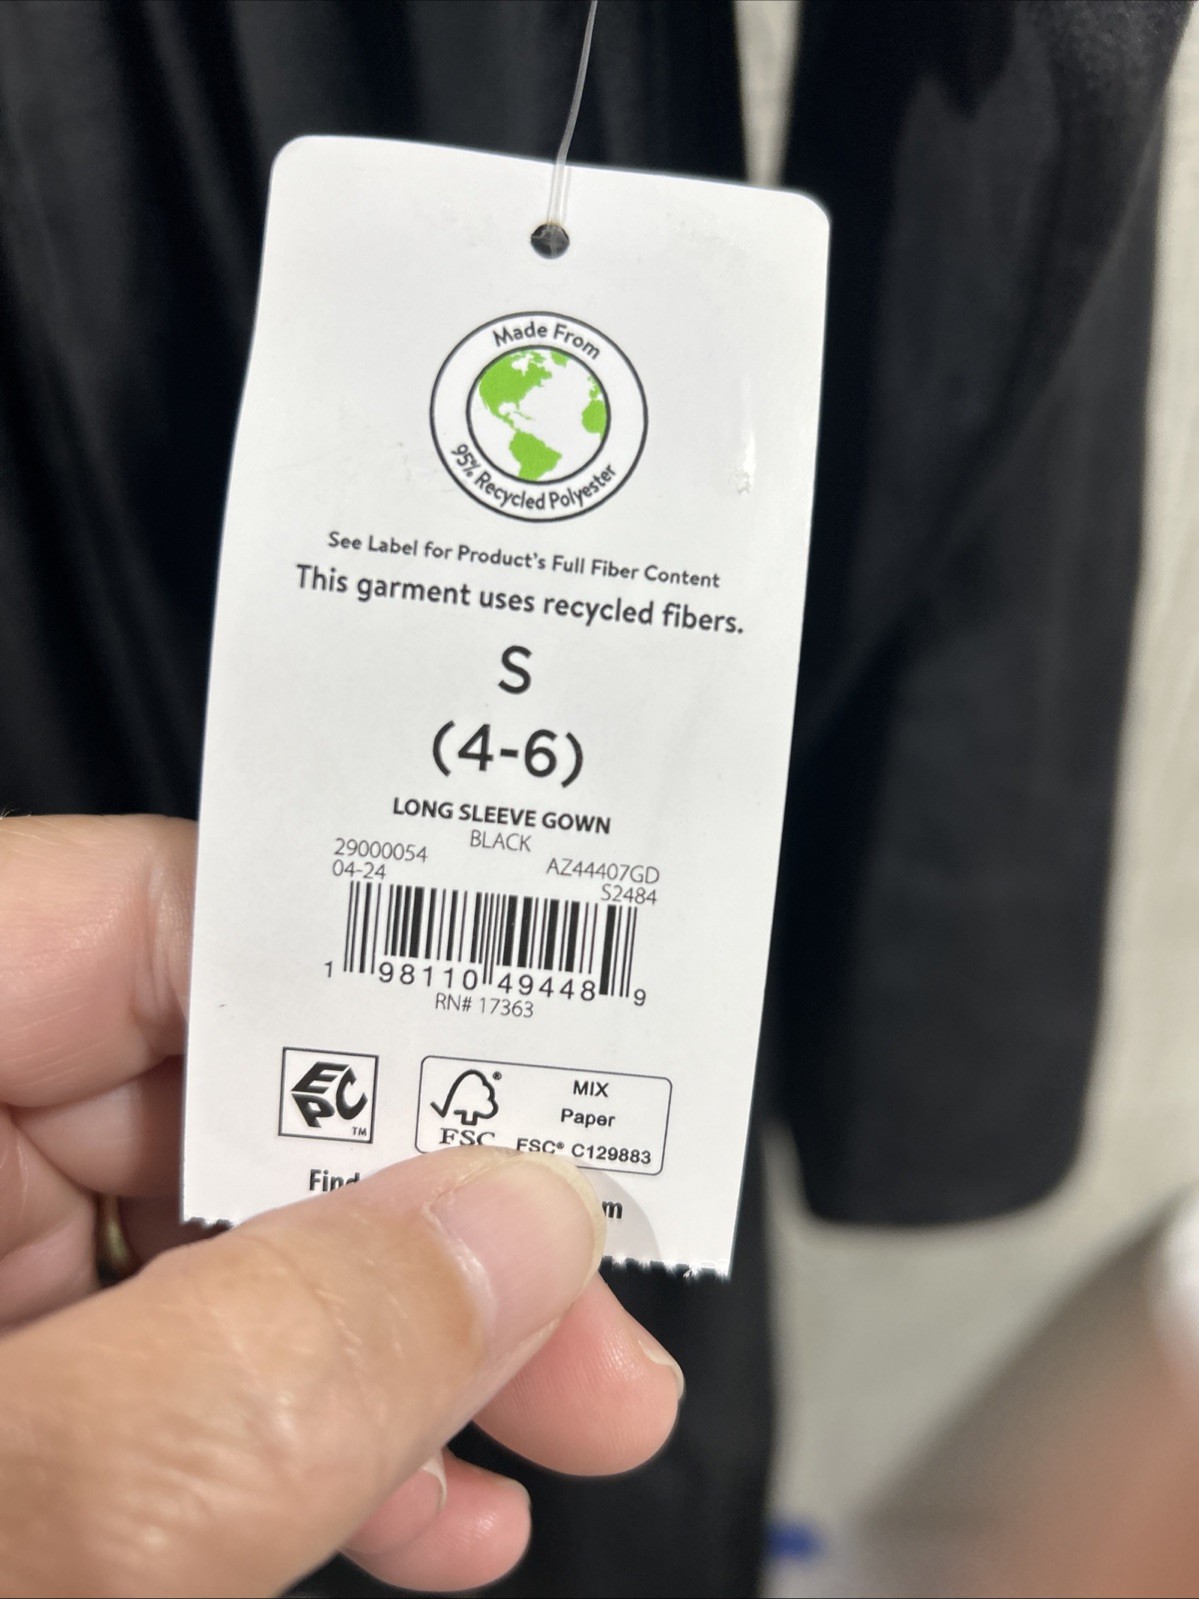 Made From
95% Recycled Polyester
See Label for Product's Full Fiber Content
This garment uses recycled fibers.
S
(4-6)
LONG SLEEVE GOWN
BLACK
29000054
AZ44407GD
04-24
S2484
1 98110 49448 9
RN# 17363
EPC
TM
FSC®
MIX
Paper
FSC® C129883